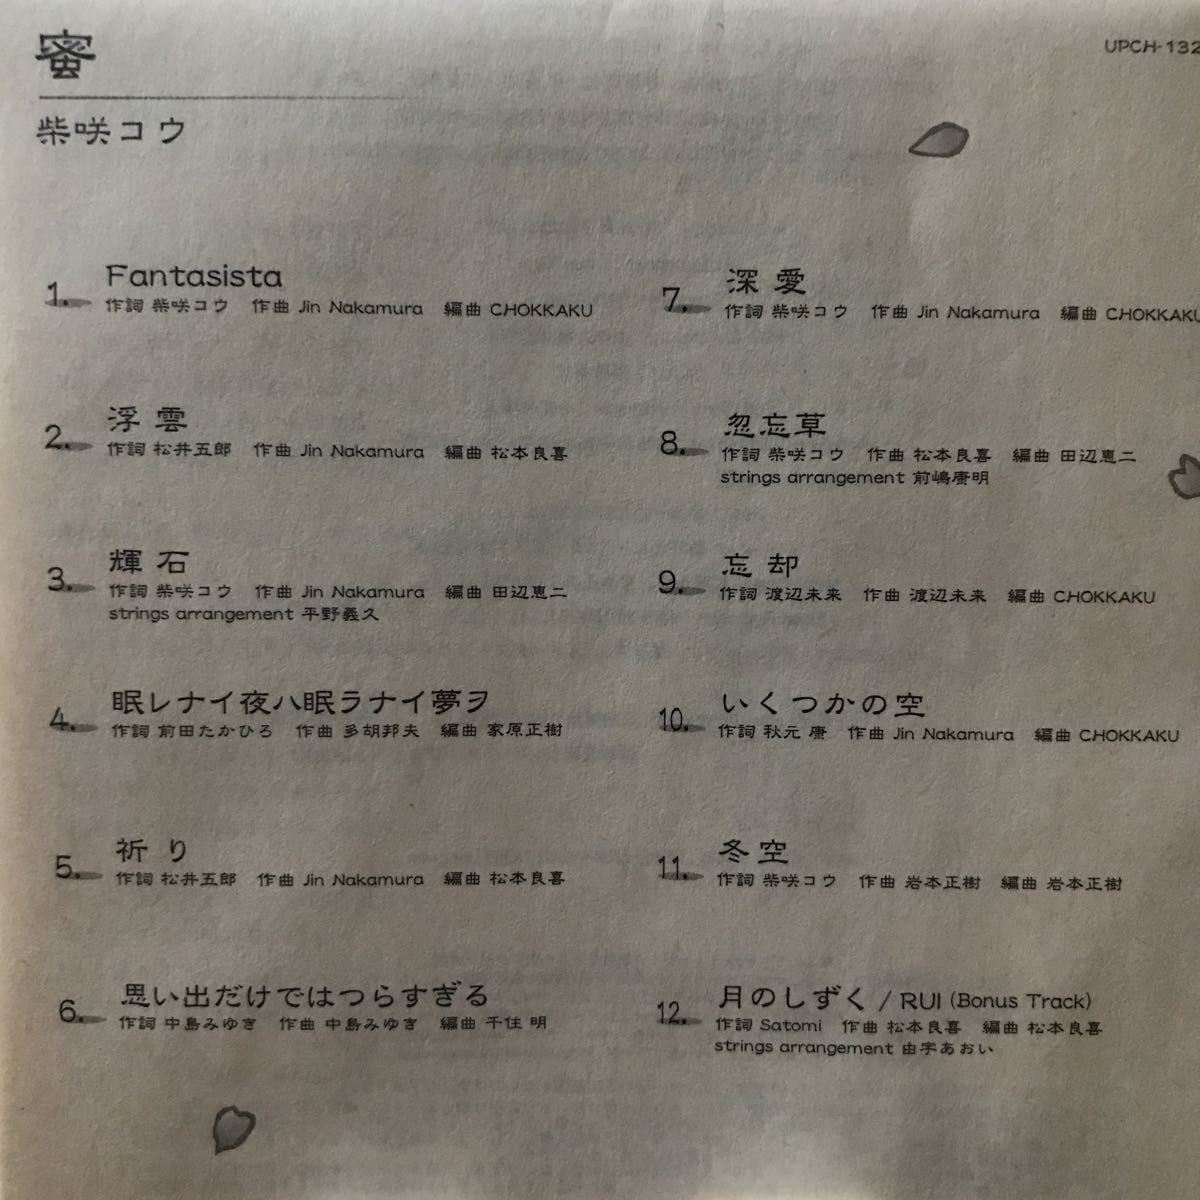 蜜
柴咲コウ
UPCH-132
1. Fantasista
作詞 柴咲コウ 作曲 Jin Nakamura 編曲 CHOKKAKU
2. 浮雲
作詞 松井五郎 作曲 Jin Nakamura 編曲 松本良喜
3. 輝石
作詞 柴咲コウ 作曲 Jin Nakamura 編曲 田辺恵二
strings arrangement 平野義久
4. 眠レナイ夜ハ眠ラナイ夢ヲ
作詞 前田たかひろ 作曲 多胡邦夫 編曲 家原正樹
5. 祈り
作詞 松井五郎 作曲 Jin Nakamura 編曲 松本良喜
6. 思い出だけではつらすぎる
作詞 中島みゆき 作曲 中島みゆき 編曲 千住 明
7. 深愛
作詞 柴咲コウ 作曲 Jin Nakamura 編曲 CHOKKAKU
8. 忽忘草
作詞 柴咲コウ 作曲 松本良喜 編曲 田辺恵二
strings arrangement 前嶋康明
9. 忘却
作詞 渡辺未来 作曲 渡辺未来 編曲 CHOKKAKU
10. いくつかの空
作詞 秋元 康 作曲 Jin Nakamura 編曲 CHOKKAKU
11. 冬空
作詞 柴咲コウ 作曲 岩本正樹 編曲 岩本正樹
12. 月のしずく / RUI (Bonus Track)
作詞 Satomi 作曲 松本良喜 編曲 松本良喜
strings arrangement 由宇あおい